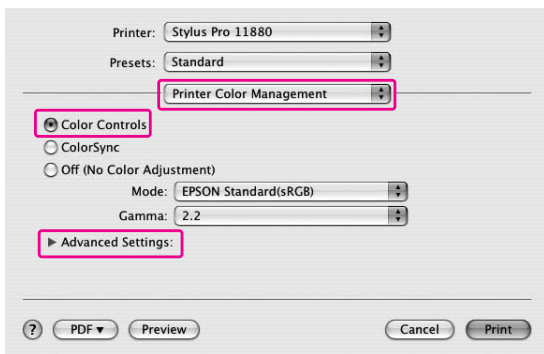 Printer: Stylus Pro 11880
Presets: Standard
Printer Color Management
Color Controls
ColorSync
Off (No Color Adjustment)
Mode: EPSON Standard(sRGB)
Gamma: 2.2
▶ Advanced Settings:
? PDF ▼ Preview Cancel Print